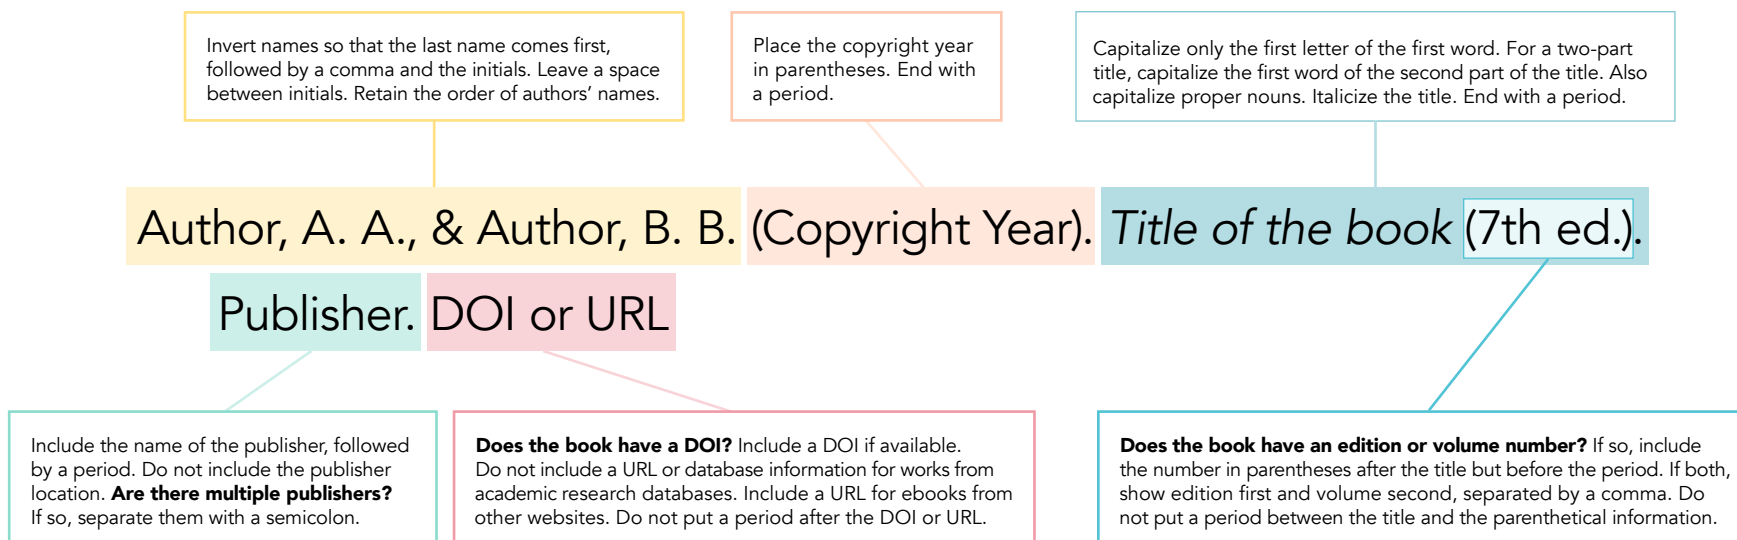 Invert names so that the last name comes first,
followed by a comma and the initials. Leave a space
between initials. Retain the order of authors’ names.
Place the copyright year
in parentheses. End with
a period.
Capitalize only the first letter of the first word. For a two-part
title, capitalize the first word of the second part of the title. Also
capitalize proper nouns. Italicize the title. End with a period.
Author, A. A., & Author, B. B. (Copyright Year). Title of the book (7th ed.).
Publisher. DOI or URL
Include the name of the publisher, followed
by a period. Do not include the publisher
location. Are there multiple publishers?
If so, separate them with a semicolon.
Does the book have a DOI? Include a DOI if available.
Do not include a URL or database information for works from
academic research databases. Include a URL for ebooks from
other websites. Do not put a period after the DOI or URL.
Does the book have an edition or volume number? If so, include
the number in parentheses after the title but before the period. If both,
show edition first and volume second, separated by a comma. Do
not put a period between the title and the parenthetical information.